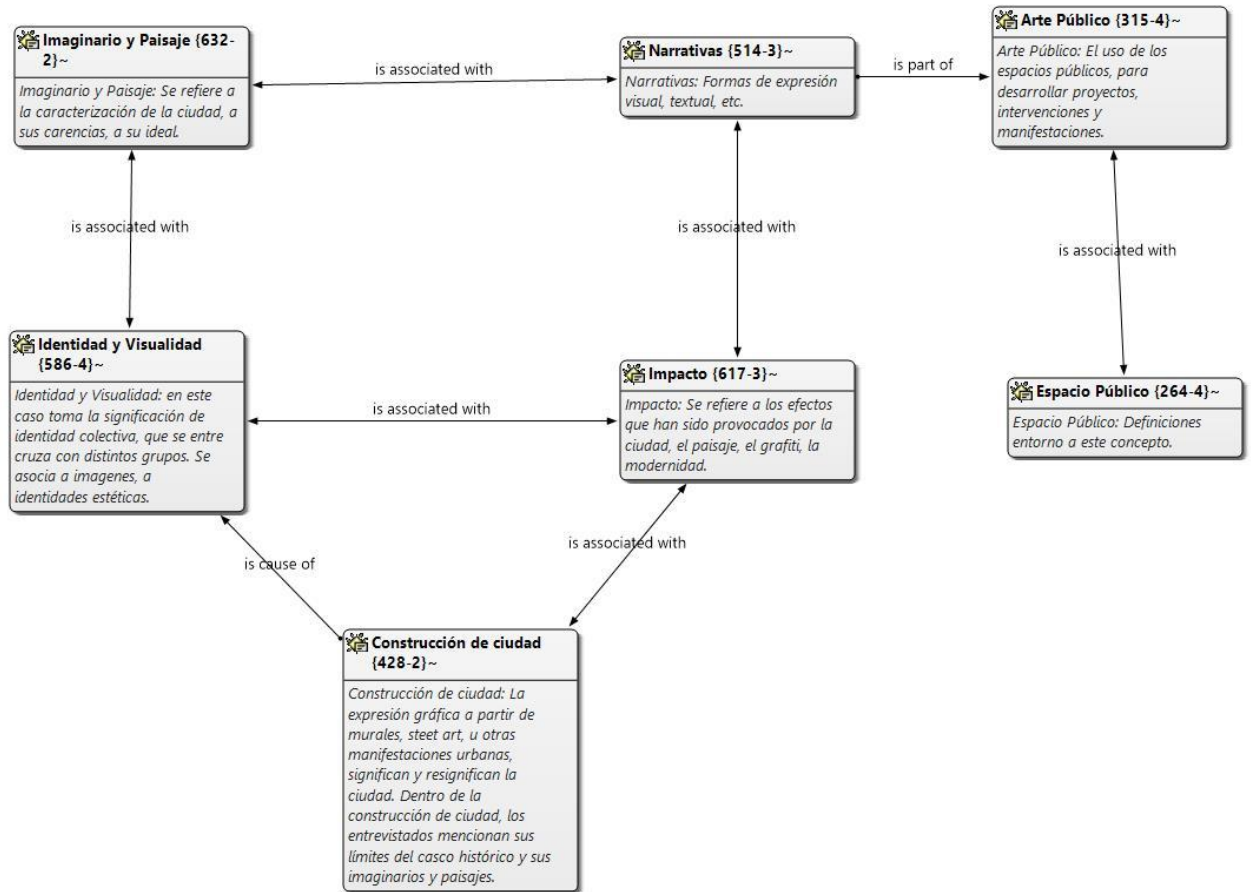 Imaginario y Paisaje {632-
2}~
Imaginario y Paisaje: Se refiere a
la caracterización de la ciudad, a
sus carencias, a su ideal.
is associated with
Narrativas {514-3}~
Narrativas: Formas de expresión
visual, textual, etc.
is part of
Arte Público {315-4}~
Arte Público: El uso de los
espacios públicos, para
desarrollar proyectos,
intervenciones y
manifestaciones.
is associated with
is associated with
is associated with
Identidad y Visualidad
{586-4}~
Identidad y Visualidad: en este
caso toma la significación de
identidad colectiva, que se entre
cruza con distintos grupos. Se
asocia a imagenes, a
identidades estéticas.
is associated with
Impacto {617-3}~
Impacto: Se refiere a los efectos
que han sido provocados por la
ciudad, el paisaje, el grafiti, la
modernidad.
Espacio Público {264-4}~
Espacio Público: Definiciones
entorno a este concepto.
is cause of
is associated with
Construcción de ciudad
{428-2}~
Construcción de ciudad: La
expresión gráfica a partir de
murales, steet art, u otras
manifestaciones urbanas,
significan y resignifican la
ciudad. Dentro de la
construcción de ciudad, los
entrevistados mencionan sus
límites del casco histórico y sus
imaginarios y paisajes.